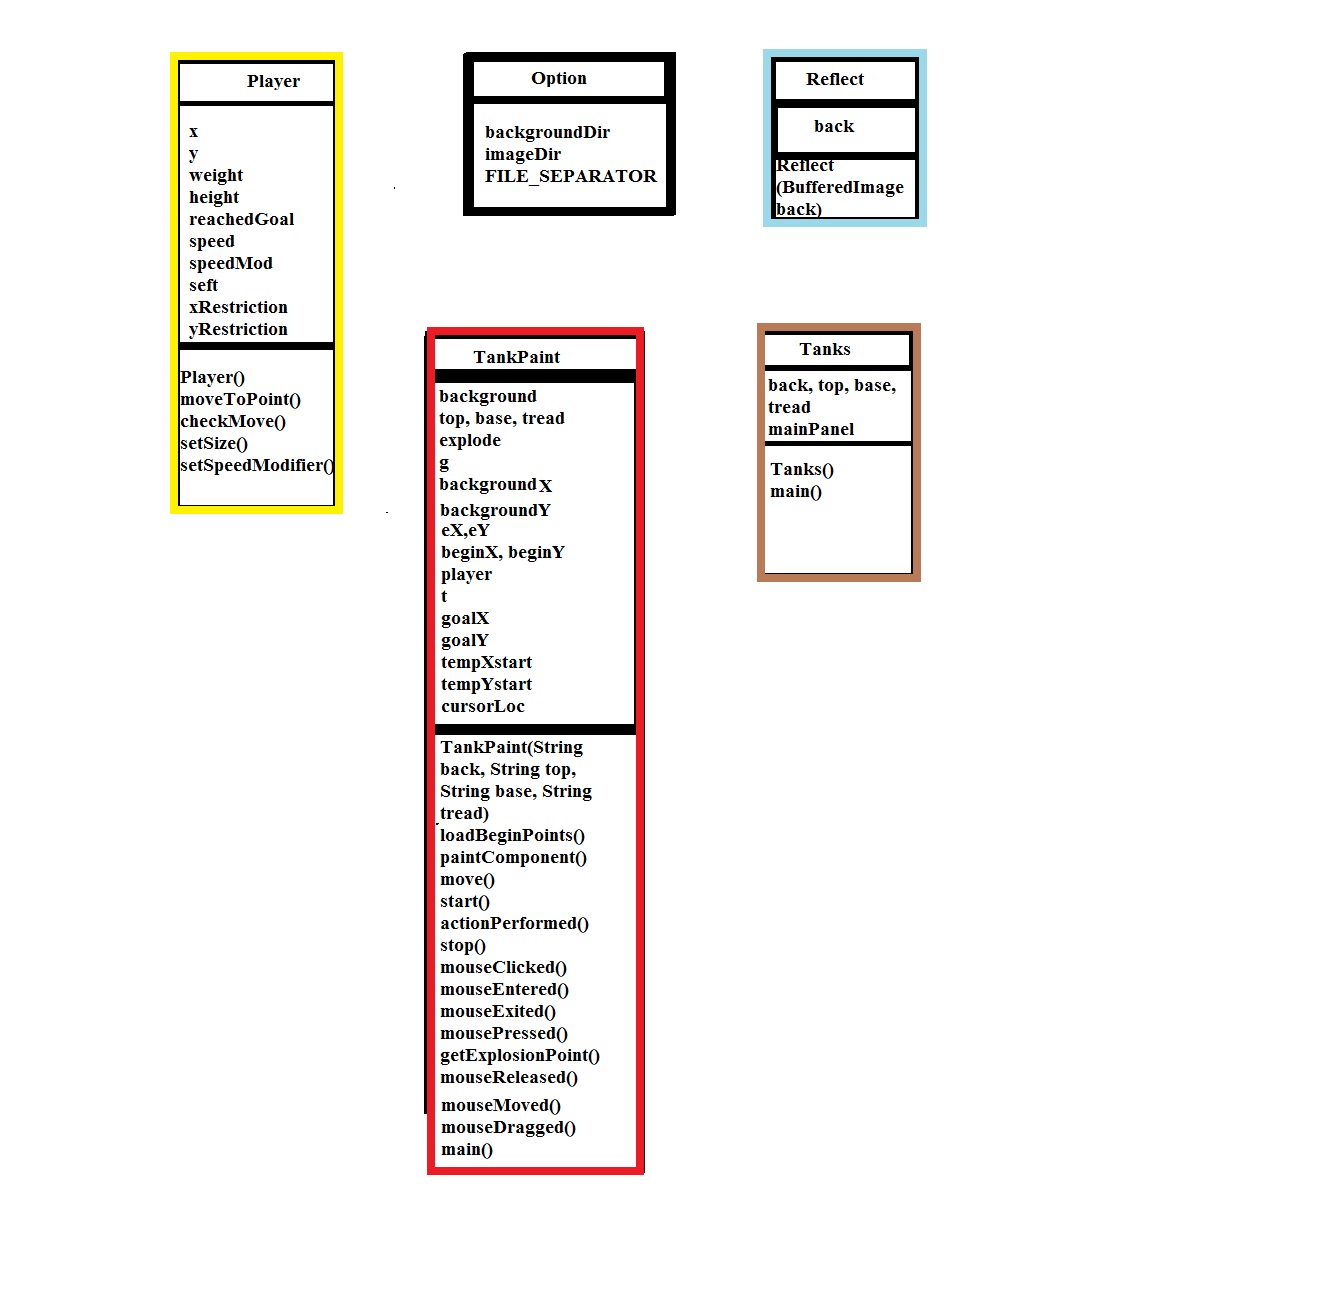 Player
x
y
weight
height
reachedGoal
speed
speedMod
seft
xRestriction
yRestriction
Player()
moveToPoint()
checkMove()
setSize()
setSpeedModifier()
Option
backgroundDir
imageDir
FILE_SEPARATOR
Reflect
back
Reflect
(BufferedImage
back)
TankPaint
background
top, base, tread
explode
g
background X
backgroundY
eX,eY
beginX, beginY
player
t
goalX
goalY
tempXstart
tempYstart
cursorLoc
TankPaint(String
back, String top,
String base, String
tread)
loadBeginPoints()
paintComponent()
move()
start()
actionPerformed()
stop()
mouseClicked()
mouseEntered()
mouseExited()
mousePressed()
getExplosionPoint()
mouseReleased()
mouseMoved()
mouseDragged()
main()
Tanks
back, top, base,
tread
mainPanel
Tanks()
main()